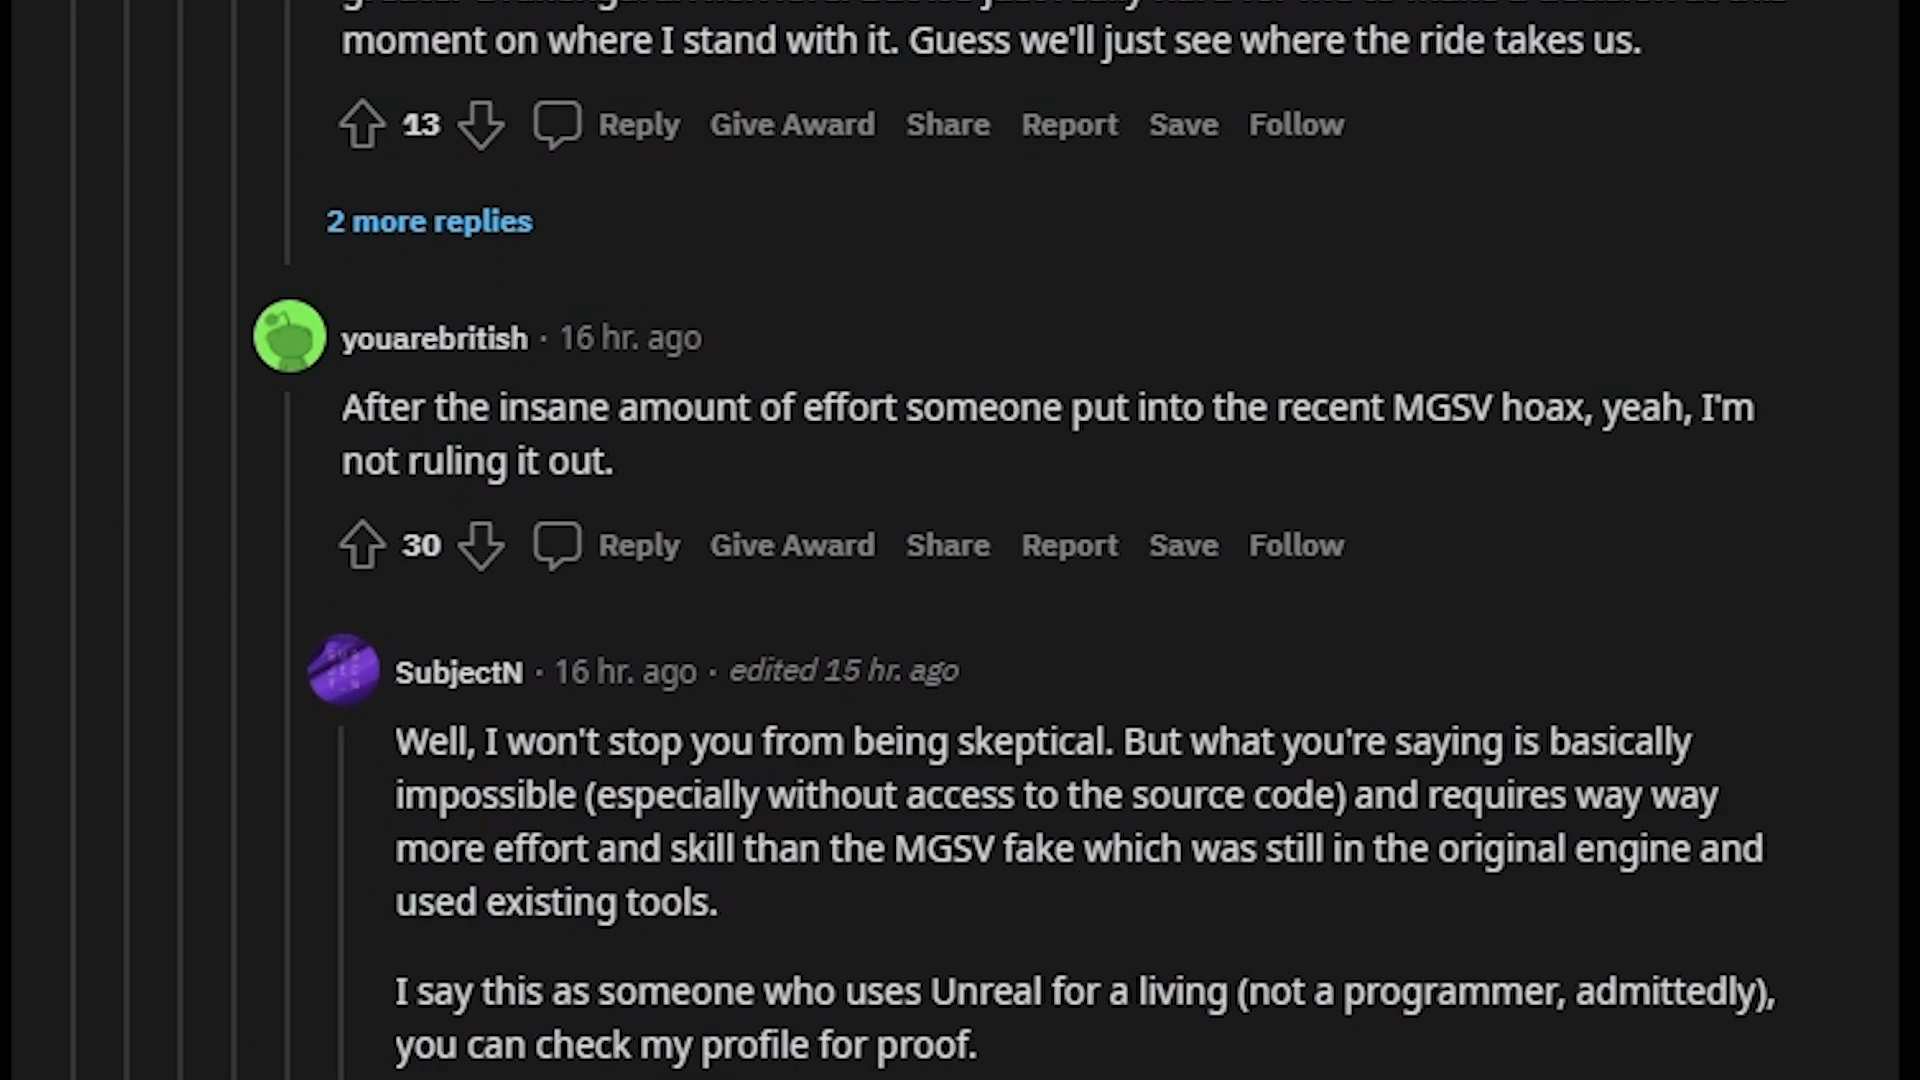 moment on where I stand with it. Guess we'll just see where the ride takes us.
13 Reply Give Award Share Report Save Follow
2 more replies
youarebritish · 16 hr. ago
After the insane amount of effort someone put into the recent MGSV hoax, yeah, I'm
not ruling it out.
30 Reply Give Award Share Report Save Follow
SubjectN · 16 hr. ago · edited 15 hr. ago
Well, I won't stop you from being skeptical. But what you're saying is basically
impossible (especially without access to the source code) and requires way way
more effort and skill than the MGSV fake which was still in the original engine and
used existing tools.
I say this as someone who uses Unreal for a living (not a programmer, admittedly),
you can check my profile for proof.